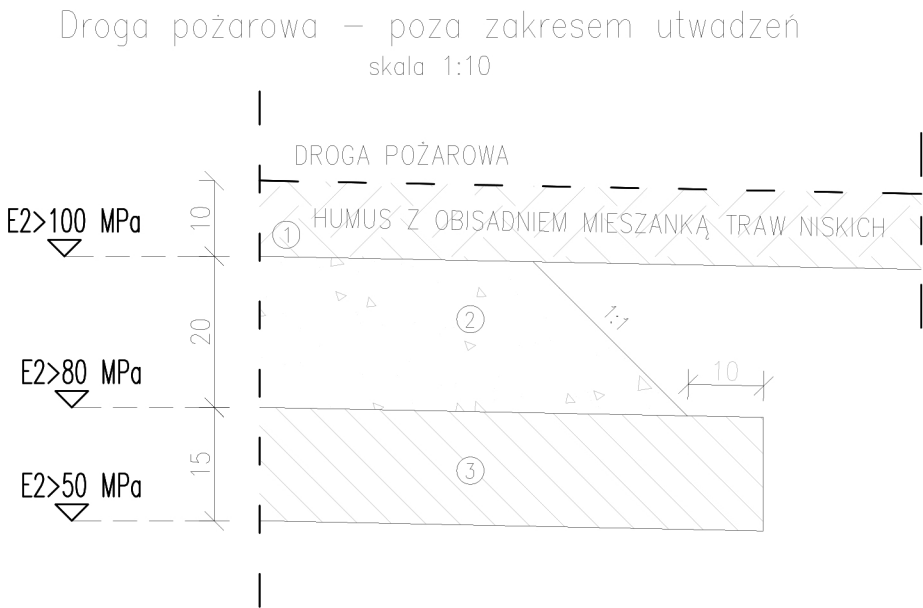 Droga pożarowa – poza zakresem utwadzeń
skala 1:10
DROGA POŻAROWA
10
E2>100 MPa
1
HUMUS Z OBISADNIEM MIESZANKĄ TRAW NISKICH
20
2
1:1
E2>80 MPa
10
15
3
E2>50 MPa